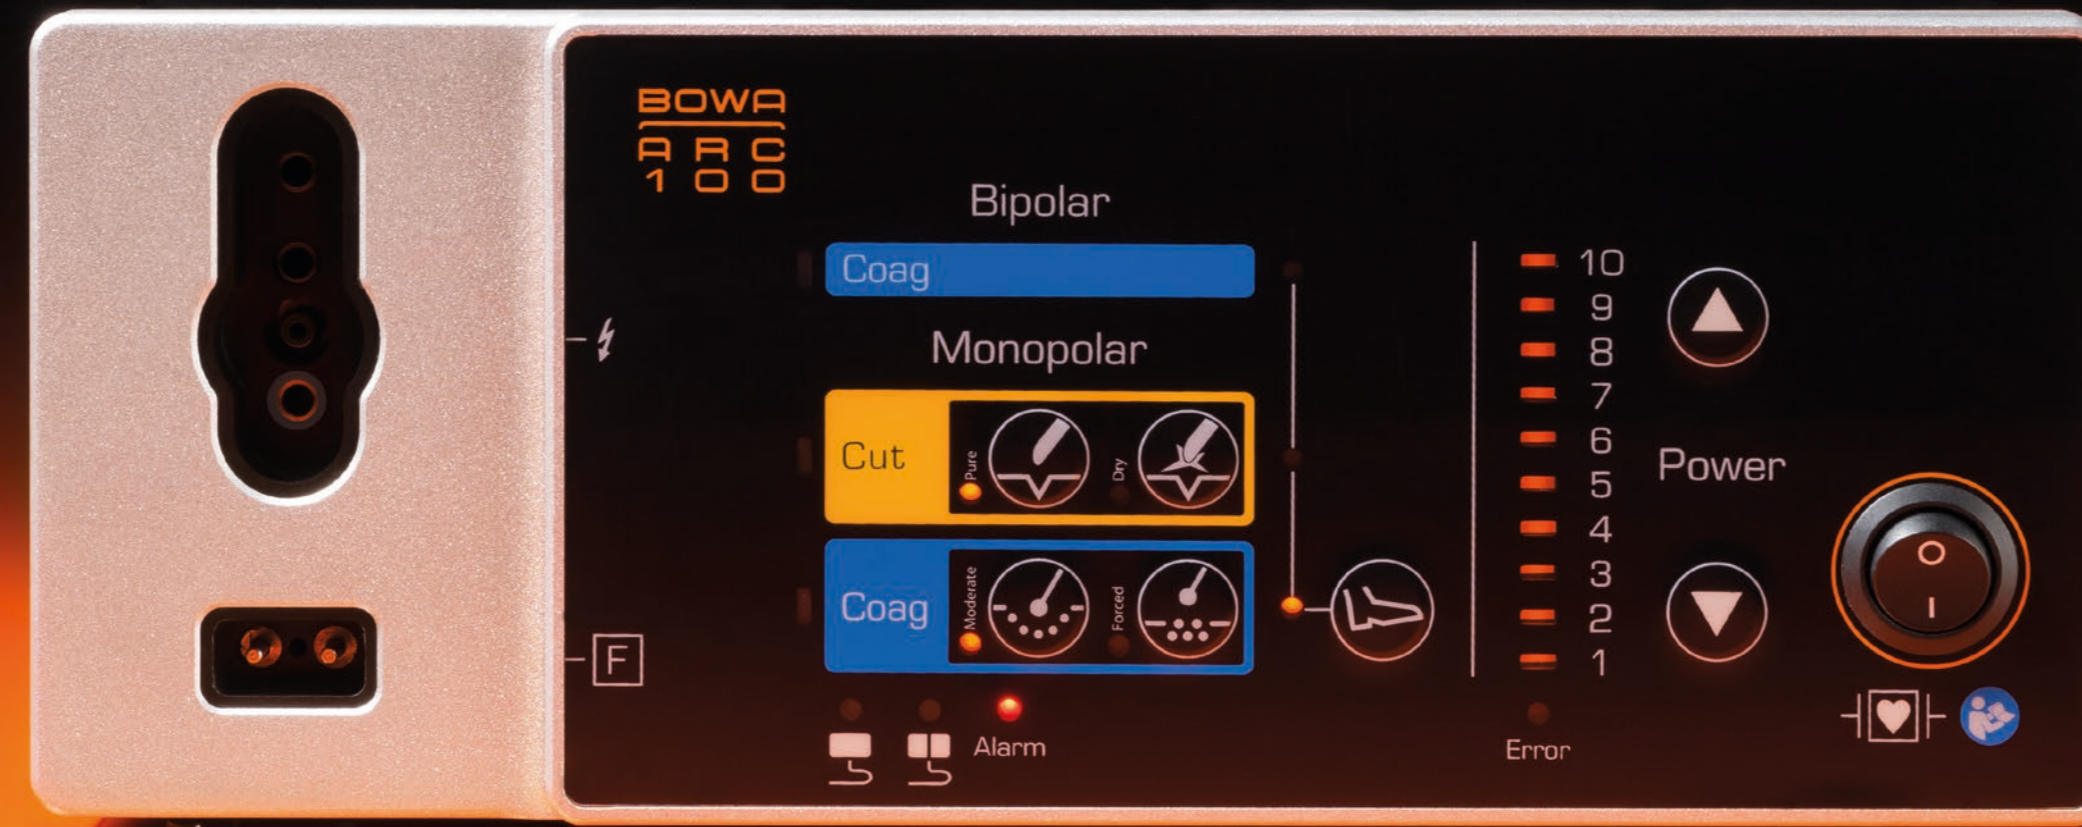 BOWA
ARC
100
Bipolar
Coag
Monopolar
Cut
Pure
Dry
Coag
Moderate
Forced
Alarm
F
10
9
8
7
6
5
4
3
2
1
Power
Error
O
I